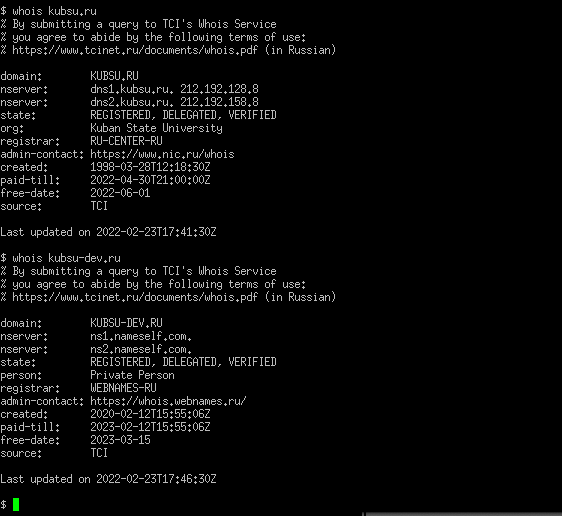 $ whois kubsu.ru
% By submitting a query to TCI's Whois Service
% you agree to abide by the following terms of use:
% https://www.tcinet.ru/documents/whois.pdf (in Russian)

domain:        KUBSU.RU
nserver:       dns1.kubsu.ru. 212.192.128.8
nserver:       dns2.kubsu.ru. 212.192.158.8
state:         REGISTERED, DELEGATED, VERIFIED
org:           Kuban State University
registrar:     RU-CENTER-RU
admin-contact: https://www.nic.ru/whois
created:       1998-03-28T12:18:30Z
paid-till:     2022-04-30T21:00:00Z
free-date:     2022-06-01
source:        TCI

Last updated on 2022-02-23T17:41:30Z

$ whois kubsu-dev.ru
% By submitting a query to TCI's Whois Service
% you agree to abide by the following terms of use:
% https://www.tcinet.ru/documents/whois.pdf (in Russian)

domain:        KUBSU-DEV.RU
nserver:       ns1.nameself.com.
nserver:       ns2.nameself.com.
state:         REGISTERED, DELEGATED, VERIFIED
person:        Private Person
registrar:     WEBNAMES-RU
admin-contact: https://whois.webnames.ru/
created:       2020-02-12T15:55:06Z
paid-till:     2023-02-12T15:55:06Z
free-date:     2023-03-15
source:        TCI

Last updated on 2022-02-23T17:46:30Z

$